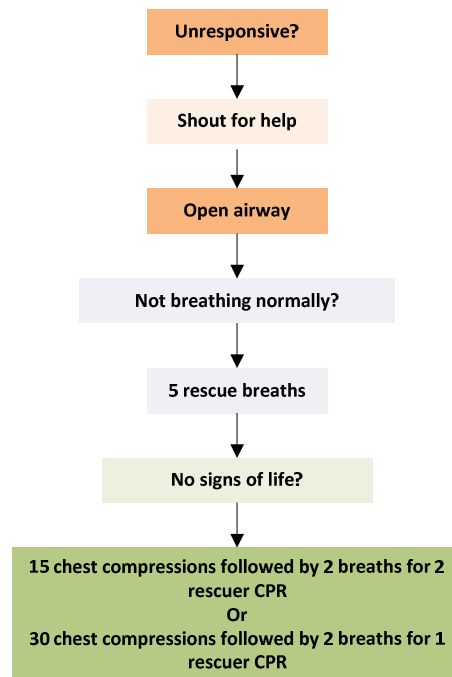 Unresponsive?
Shout for help
Open airway
Not breathing normally?
5 rescue breaths
No signs of life?
15 chest compressions followed by 2 breaths for 2
rescuer CPR
Or
30 chest compressions followed by 2 breaths for 1
rescuer CPR